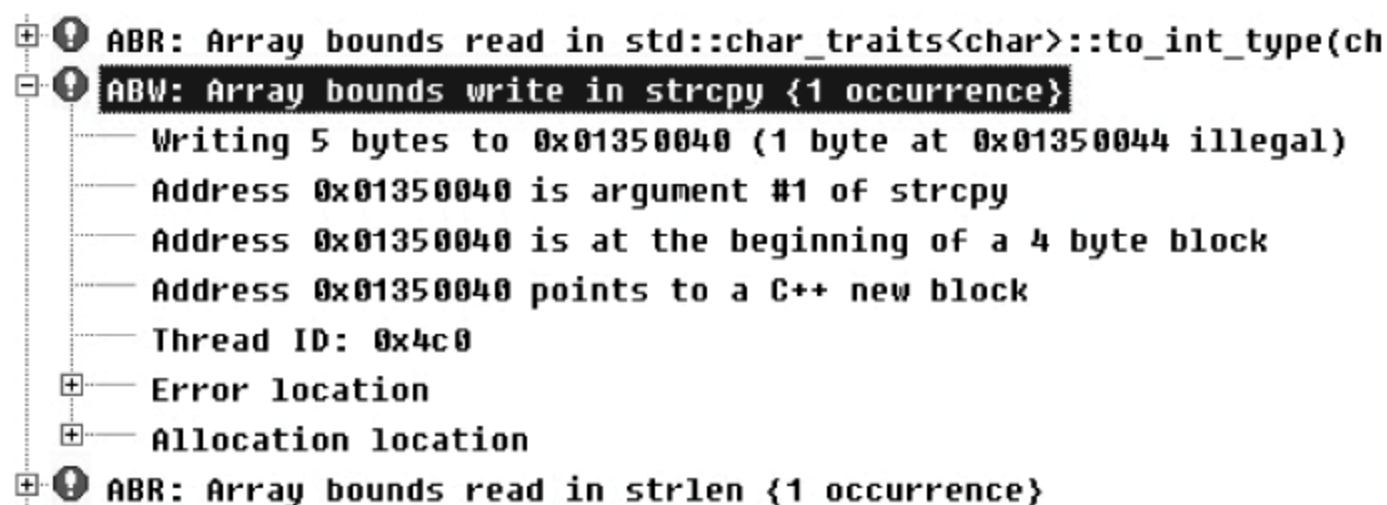 ABR: Array bounds read in std::char_traits<char>::to_int_type(ch
ABW: Array bounds write in strcpy {1 occurrence}
Writing 5 bytes to 0x01350040 (1 byte at 0x01350044 illegal)
Address 0x01350040 is argument #1 of strcpy
Address 0x01350040 is at the beginning of a 4 byte block
Address 0x01350040 points to a C++ new block
Thread ID: 0x4c0
Error location
Allocation location
ABR: Array bounds read in strlen {1 occurrence}